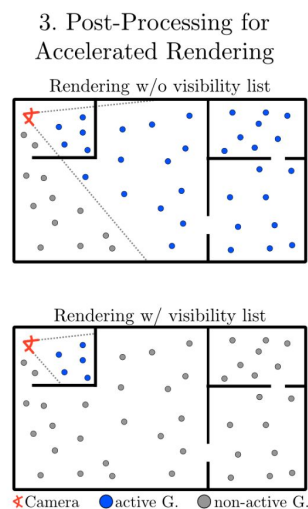 3. Post-Processing for
Accelerated Rendering
Rendering w/o visibility list
Rendering w/ visibility list
Camera active G. non-active G.